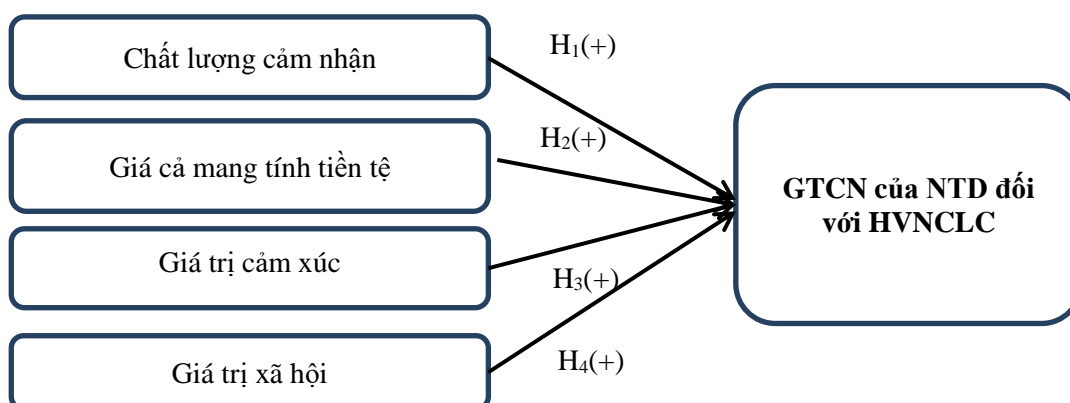 Chất lượng cảm nhận
H₁(+)
Giá cả mang tính tiền tệ
H₂(+)
GTCN của NTD đối
với HVNCLC
Giá trị cảm xúc
H₃(+)
Giá trị xã hội
H₄(+)